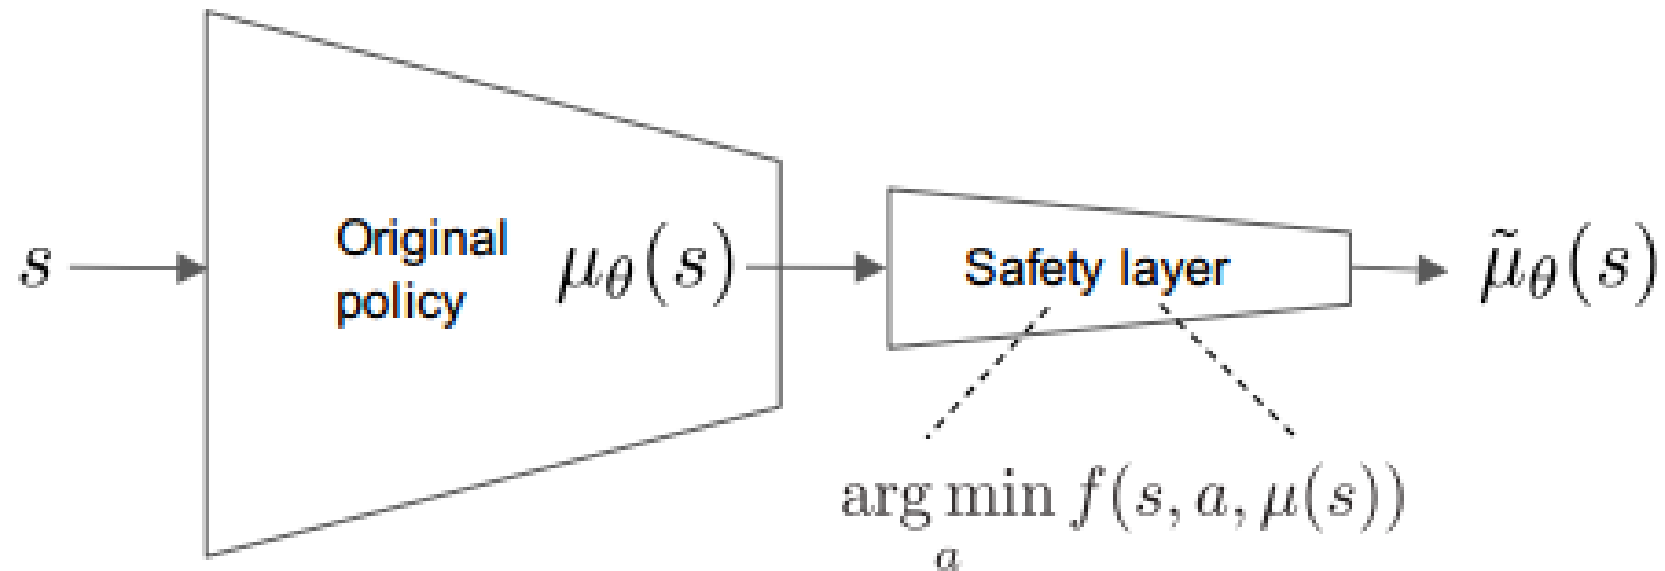 s
Original
policy
μ_θ(s)
Safety layer
μ̃_θ(s)
arg min f(s, a, μ(s))
a